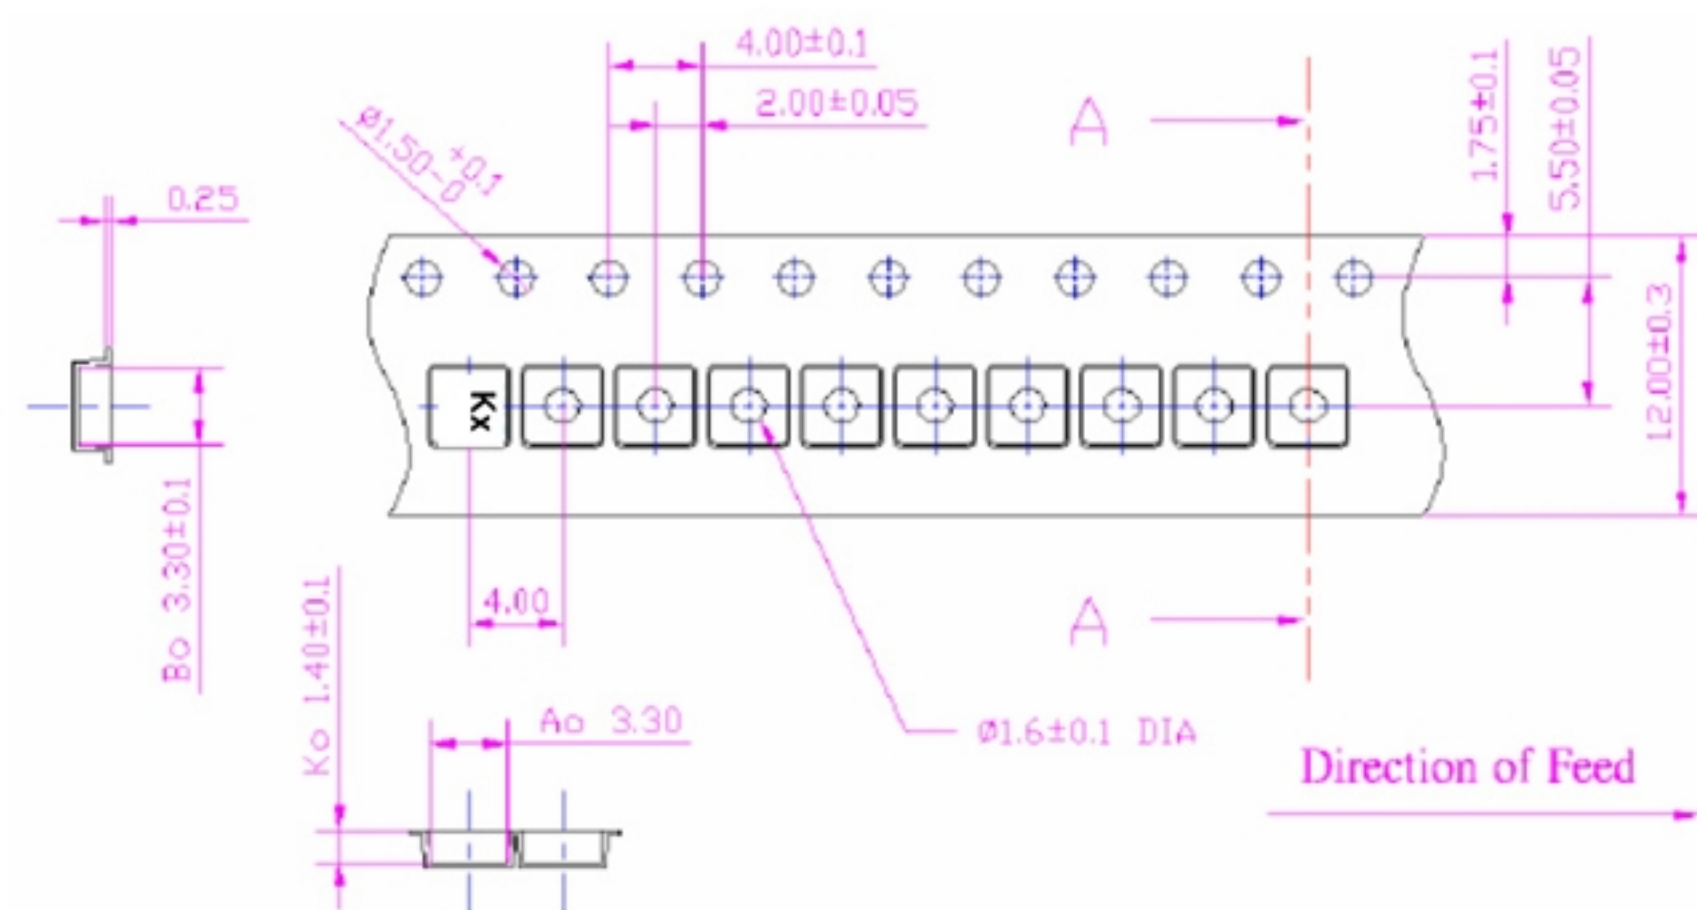 4.00±0.1
2.00±0.05
A
1.75±0.1
5.50±0.05
Ø1.50 +0.1 -0
0.25
12.00±0.3
Kx
Bo 3.30±0.1
4.00
A
Ko 1.40±0.1
Ao 3.30
Ø1.6±0.1 DIA
Direction of Feed